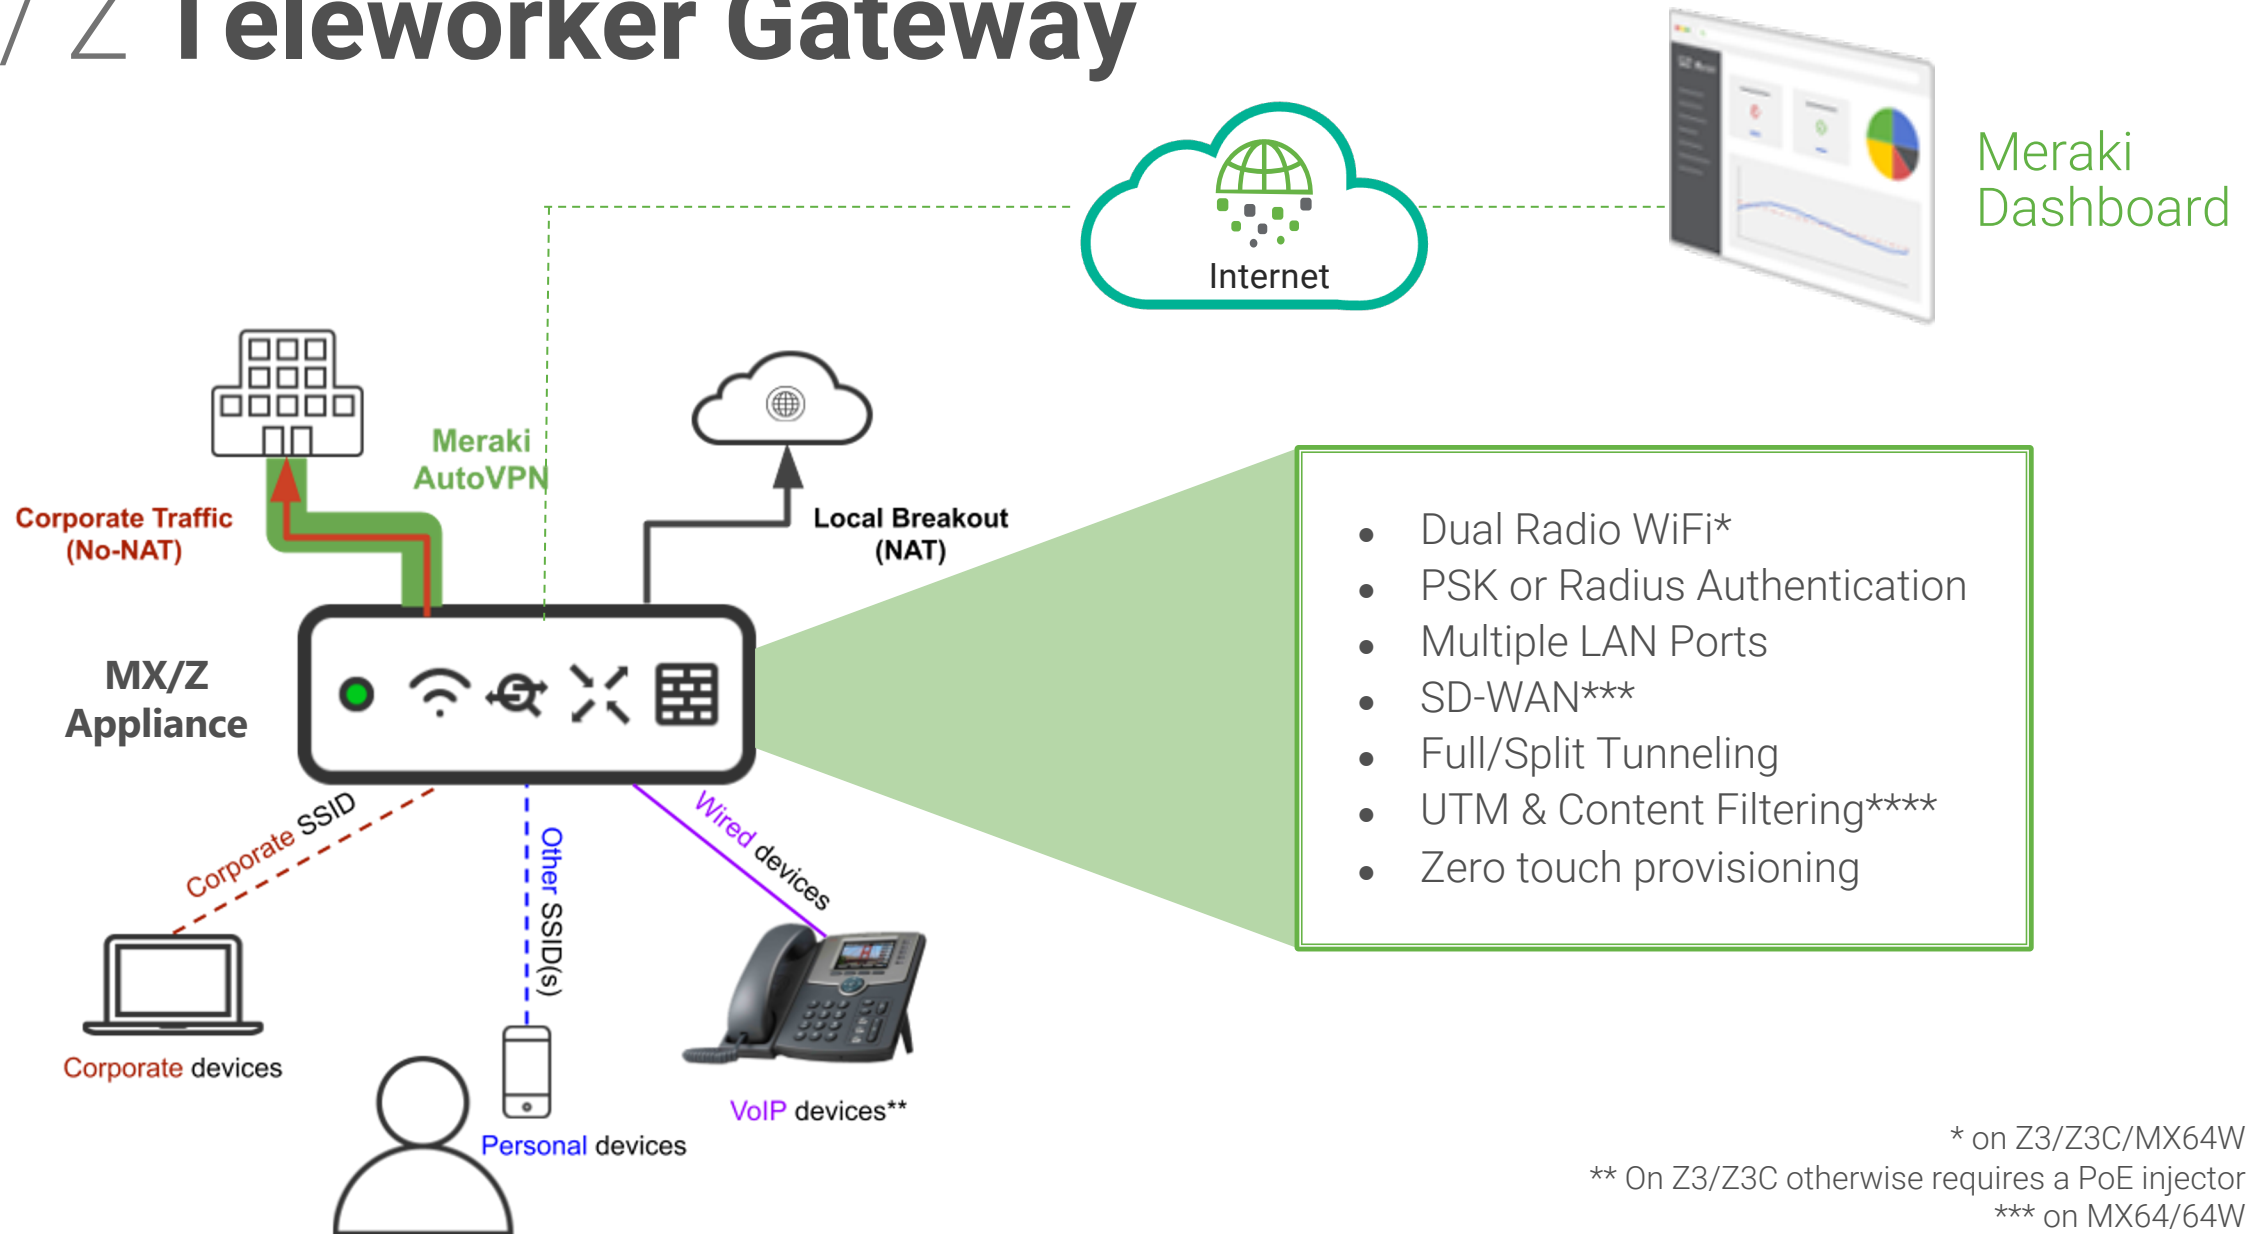 / Z Teleworker Gateway
Meraki
Dashboard
Internet
Meraki
AutoVPN
Corporate Traffic
(No-NAT)
Local Breakout
(NAT)
MX/Z
Appliance
Dual Radio WiFi*
PSK or Radius Authentication
Multiple LAN Ports
SD-WAN***
Full/Split Tunneling
UTM & Content Filtering****
Zero touch provisioning
Corporate SSID
Other SSID(s)
Wired devices
Corporate devices
Personal devices
VoIP devices**
* on Z3/Z3C/MX64W
** On Z3/Z3C otherwise requires a PoE injector
*** on MX64/64W